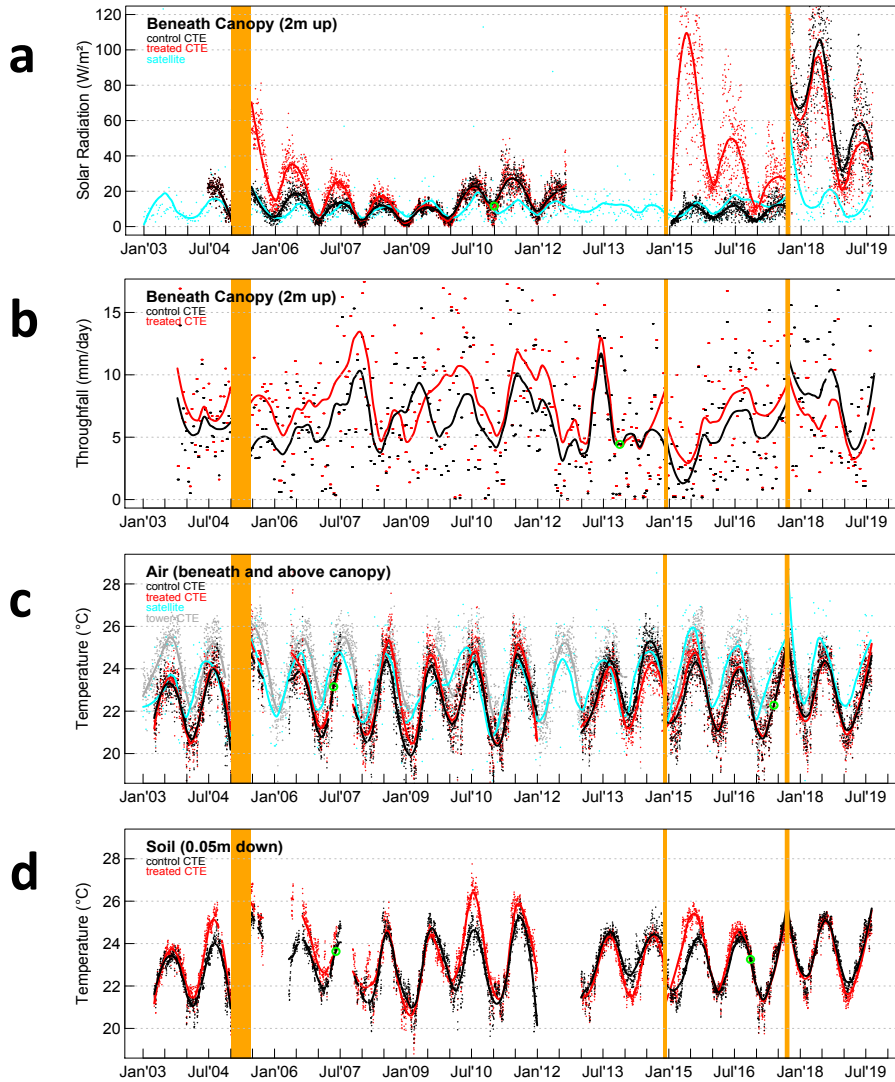 a
Beneath Canopy (2m up)
control CTE
treated CTE
satellite
Solar Radiation (W/m²)
120
100
80
60
40
20
0
Jan'03 Jul'04 Jan'06 Jul'07 Jan'09 Jul'10 Jan'12 Jul'13 Jan'15 Jul'16 Jan'18 Jul'19
b
Beneath Canopy (2m up)
control CTE
treated CTE
Throughfall (mm/day)
15
10
5
0
Jan'03 Jul'04 Jan'06 Jul'07 Jan'09 Jul'10 Jan'12 Jul'13 Jan'15 Jul'16 Jan'18 Jul'19
c
Air (beneath and above canopy)
control CTE
treated CTE
satellite
tower CTE
Temperature (°C)
28
26
24
22
20
Jan'03 Jul'04 Jan'06 Jul'07 Jan'09 Jul'10 Jan'12 Jul'13 Jan'15 Jul'16 Jan'18 Jul'19
d
Soil (0.05m down)
control CTE
treated CTE
Temperature (°C)
28
26
24
22
20
Jan'03 Jul'04 Jan'06 Jul'07 Jan'09 Jul'10 Jan'12 Jul'13 Jan'15 Jul'16 Jan'18 Jul'19